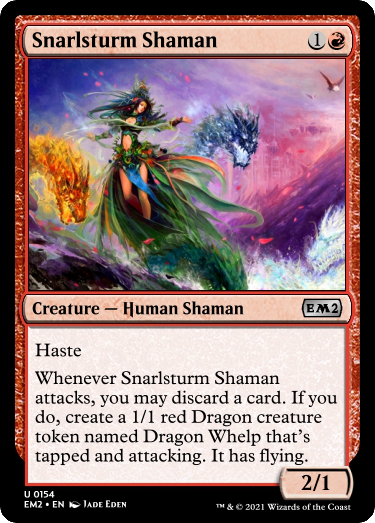 Snarlsturm Shaman 1
Creature — Human Shaman EM2
Haste
Whenever Snarlsturm Shaman
attacks, you may discard a card. If you
do, create a 1/1 red Dragon creature
token named Dragon Whelp that's
tapped and attacking. It has flying.
2/1
U 0154
EM2 • EN Jade Eden ™ & © 2021 Wizards of the Coast